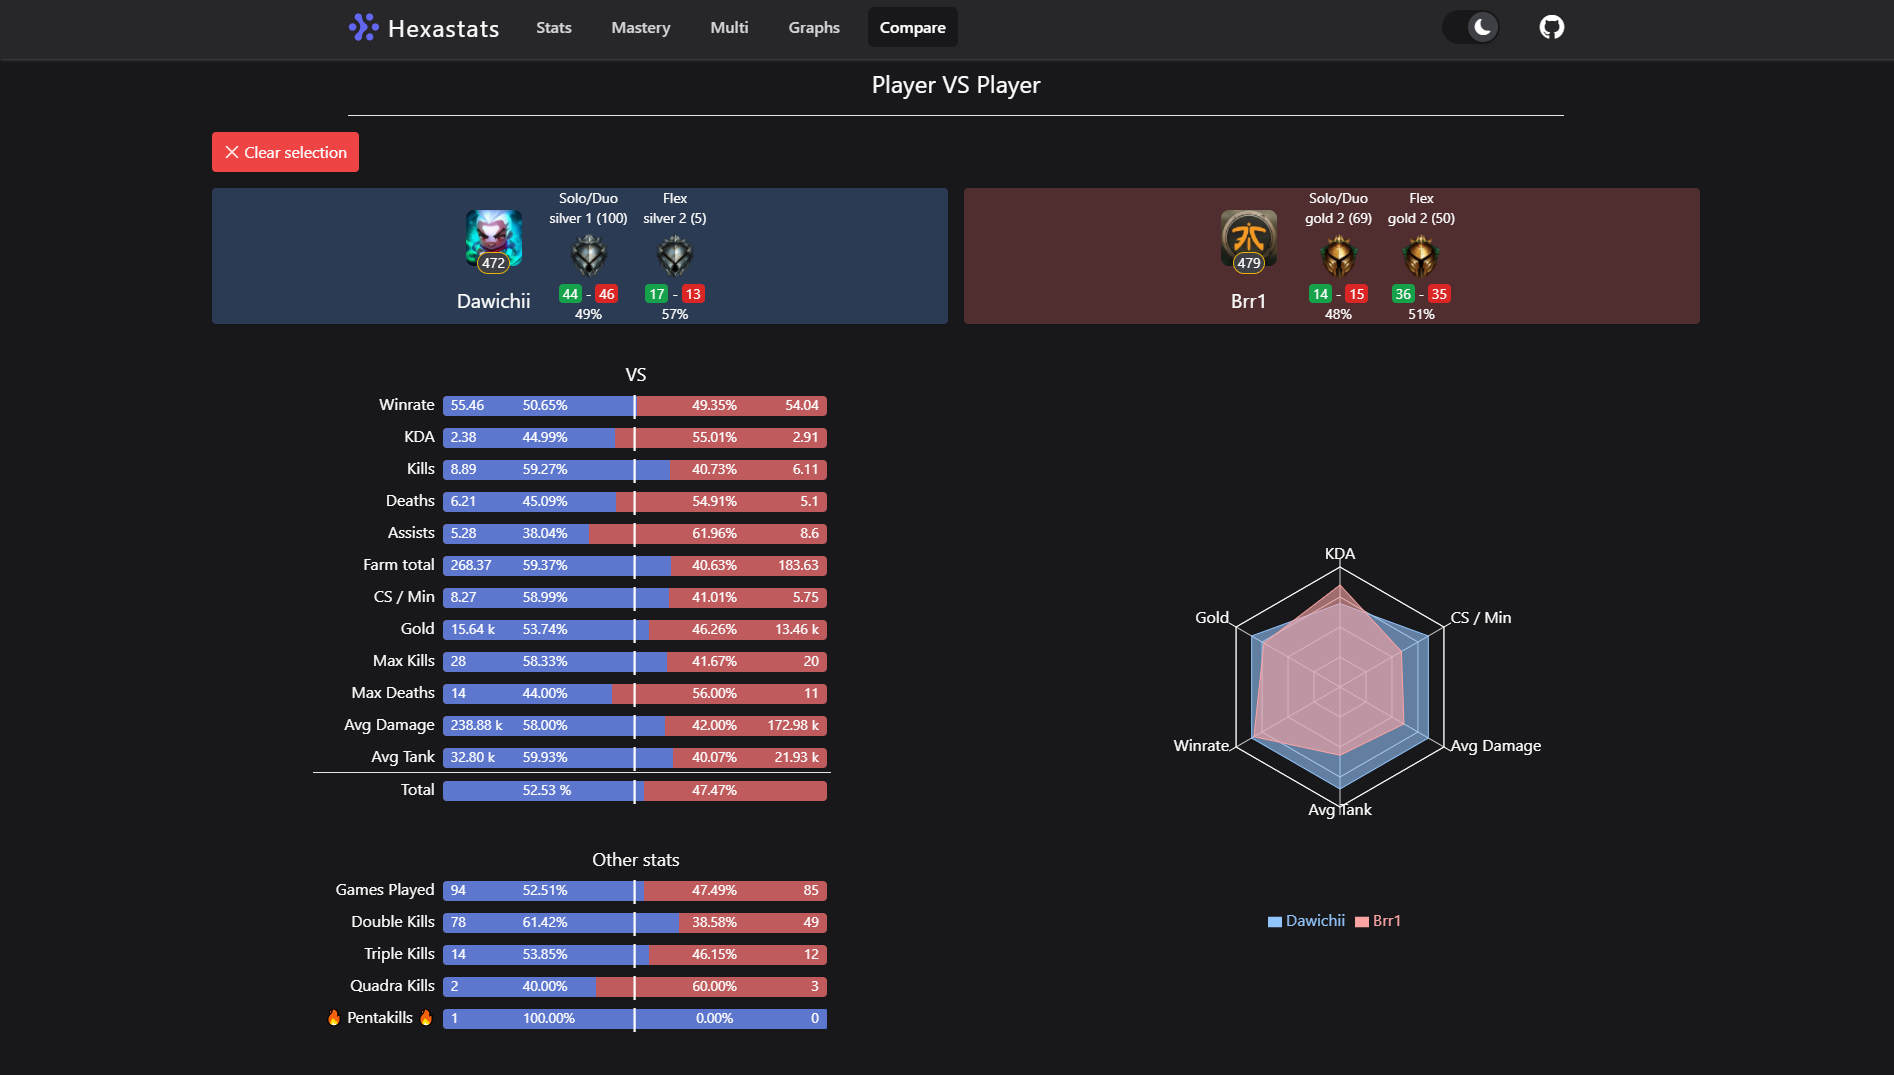 Hexastats Stats Mastery Multi Graphs Compare
Player VS Player
Clear selection
Solo/Duo Flex
silver 1 (100) silver 2 (5)
472
Dawichii
44 - 46 17 - 13
49% 57%
Solo/Duo Flex
gold 2 (69) gold 2 (50)
479
Brr1
14 - 15 36 - 35
48% 51%
VS
Winrate 55.46 50.65% 49.35% 54.04
KDA 2.38 44.99% 55.01% 2.91
Kills 8.89 59.27% 40.73% 6.11
Deaths 6.21 45.09% 54.91% 5.1
Assists 5.28 38.04% 61.96% 8.6
Farm total 268.37 59.37% 40.63% 183.63
CS / Min 8.27 58.99% 41.01% 5.75
Gold 15.64 k 53.74% 46.26% 13.46 k
Max Kills 28 58.33% 41.67% 20
Max Deaths 14 44.00% 56.00% 11
Avg Damage 238.88 k 58.00% 42.00% 172.98 k
Avg Tank 32.80 k 59.93% 40.07% 21.93 k
Total 52.53 % 47.47%
Other stats
Games Played 94 52.51% 47.49% 85
Double Kills 78 61.42% 38.58% 49
Triple Kills 14 53.85% 46.15% 12
Quadra Kills 2 40.00% 60.00% 3
🔥 Pentakills 🔥 1 100.00% 0.00% 0
KDA
Gold CS / Min
Winrate Avg Damage
Avg Tank
Dawichii Brr1